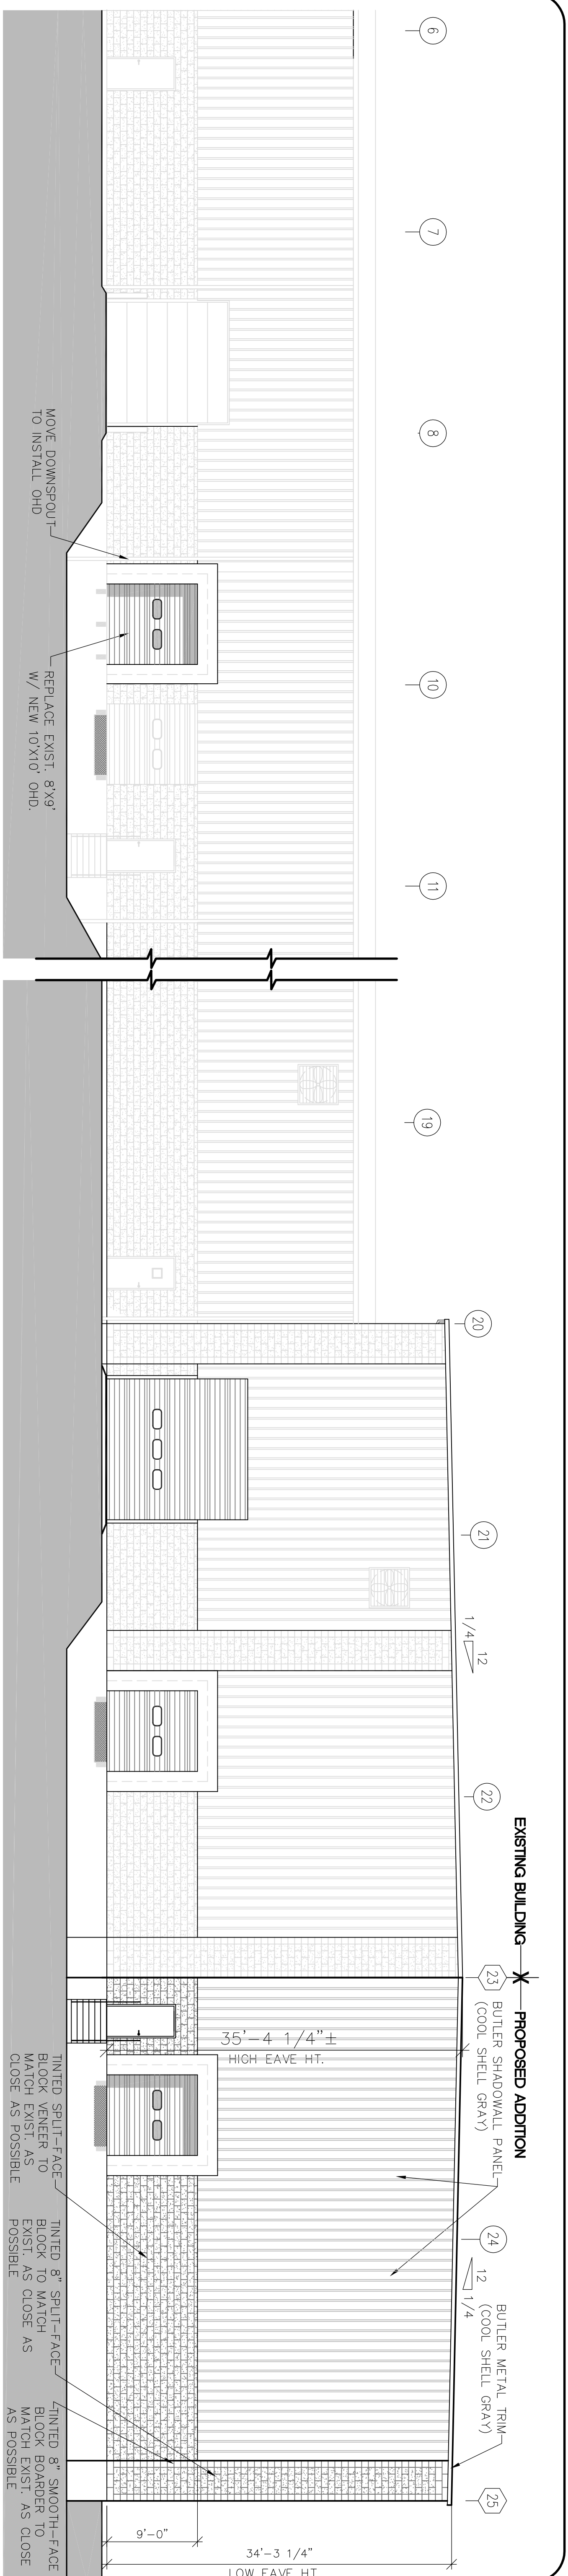 6
7
8
10
11
19
20
21
22
23
24
25
EXISTING BUILDING
PROPOSED ADDITION
12
1/4
12
1/4
BUTLER SHADOWALL PANEL
(COOL SHELL GRAY)
BUTLER METAL TRIM
(COOL SHELL GRAY)
35'-4 1/4"±
HIGH EAVE HT.
9'-0"
34'-3 1/4"
LOW EAVE HT.
MOVE DOWNSPOUT
TO INSTALL OHD
REPLACE EXIST. 8'X9'
W/ NEW 10'X10' OHD.
TINTED SPLIT-FACE
BLOCK VENEER TO
MATCH EXIST. AS
CLOSE AS POSSIBLE
TINTED 8" SPLIT-FACE
BLOCK TO MATCH
EXIST. AS CLOSE AS
POSSIBLE
TINTED 8" SMOOTH-FACE
BLOCK BOARDER TO
MATCH EXIST. AS CLOSE
AS POSSIBLE